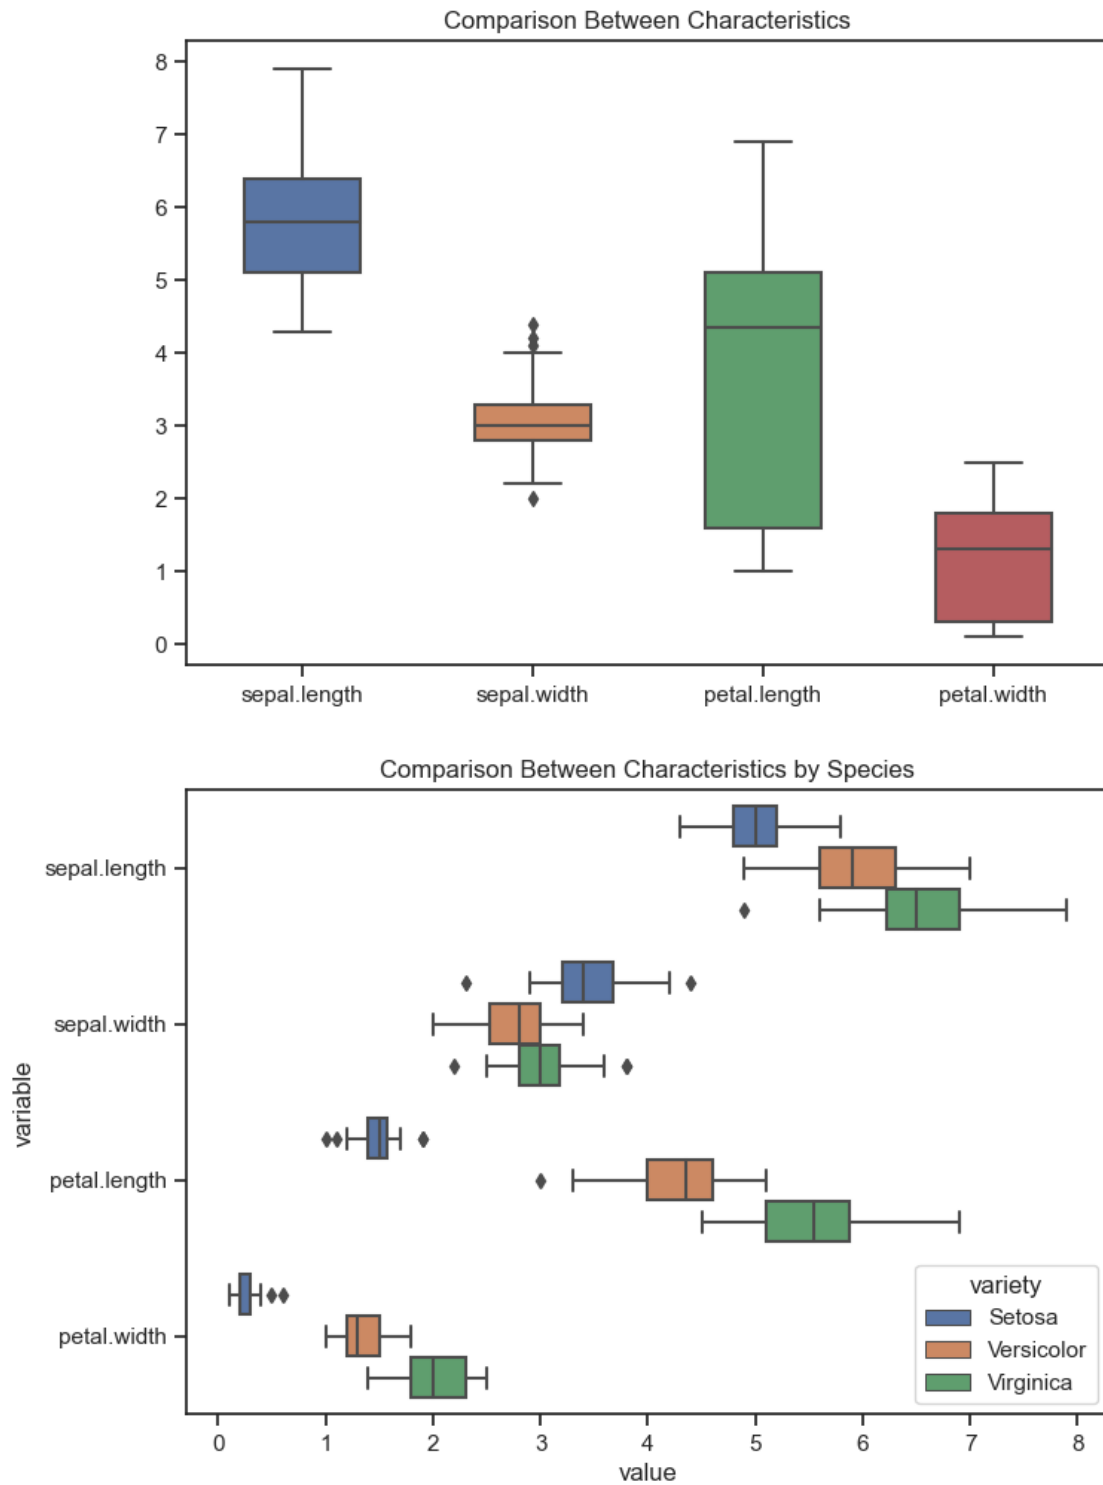 Comparison Between Characteristics
8
7
6
5
4
3
2
1
0
sepal.length sepal.width petal.length petal.width
Comparison Between Characteristics by Species
variable
sepal.length
sepal.width
petal.length
petal.width
variety
Setosa
Versicolor
Virginica
0 1 2 3 4 5 6 7 8
value